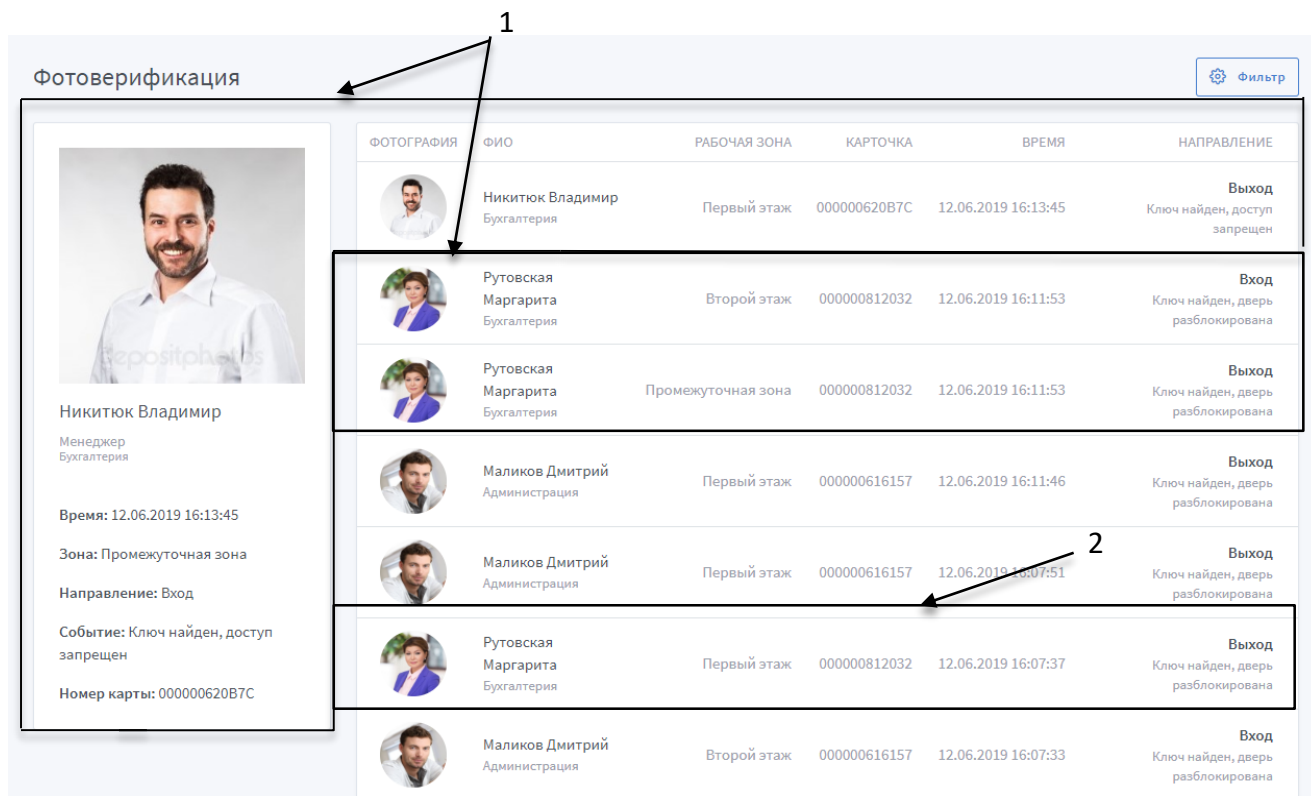 1
Фотоверификация
Фильтр
ФОТОГРАФИЯ ФИО РАБОЧАЯ ЗОНА КАРТОЧКА ВРЕМЯ НАПРАВЛЕНИЕ
depositphotos
Никитюк Владимир
Менеджер
Бухгалтерия
Время: 12.06.2019 16:13:45
Зона: Промежуточная зона
Направление: Вход
Событие: Ключ найден, доступ
запрещен
Номер карты: 000000620B7C
Никитюк Владимир
Бухгалтерия
Первый этаж 000000620B7C 12.06.2019 16:13:45
Выход
Ключ найден, доступ
запрещен
Рутовская
Маргарита
Бухгалтерия
Второй этаж 000000812032 12.06.2019 16:11:53
Вход
Ключ найден, дверь
разблокирована
Рутовская
Маргарита
Бухгалтерия
Промежуточная зона 000000812032 12.06.2019 16:11:53
Выход
Ключ найден, дверь
разблокирована
Маликов Дмитрий
Администрация
Первый этаж 000000616157 12.06.2019 16:11:46
Выход
Ключ найден, дверь
разблокирована
2
Маликов Дмитрий
Администрация
Первый этаж 000000616157 12.06.2019 16:07:51
Выход
Ключ найден, дверь
разблокирована
Рутовская
Маргарита
Бухгалтерия
Первый этаж 000000812032 12.06.2019 16:07:37
Выход
Ключ найден, дверь
разблокирована
Маликов Дмитрий
Администрация
Второй этаж 000000616157 12.06.2019 16:07:33
Вход
Ключ найден, дверь
разблокирована